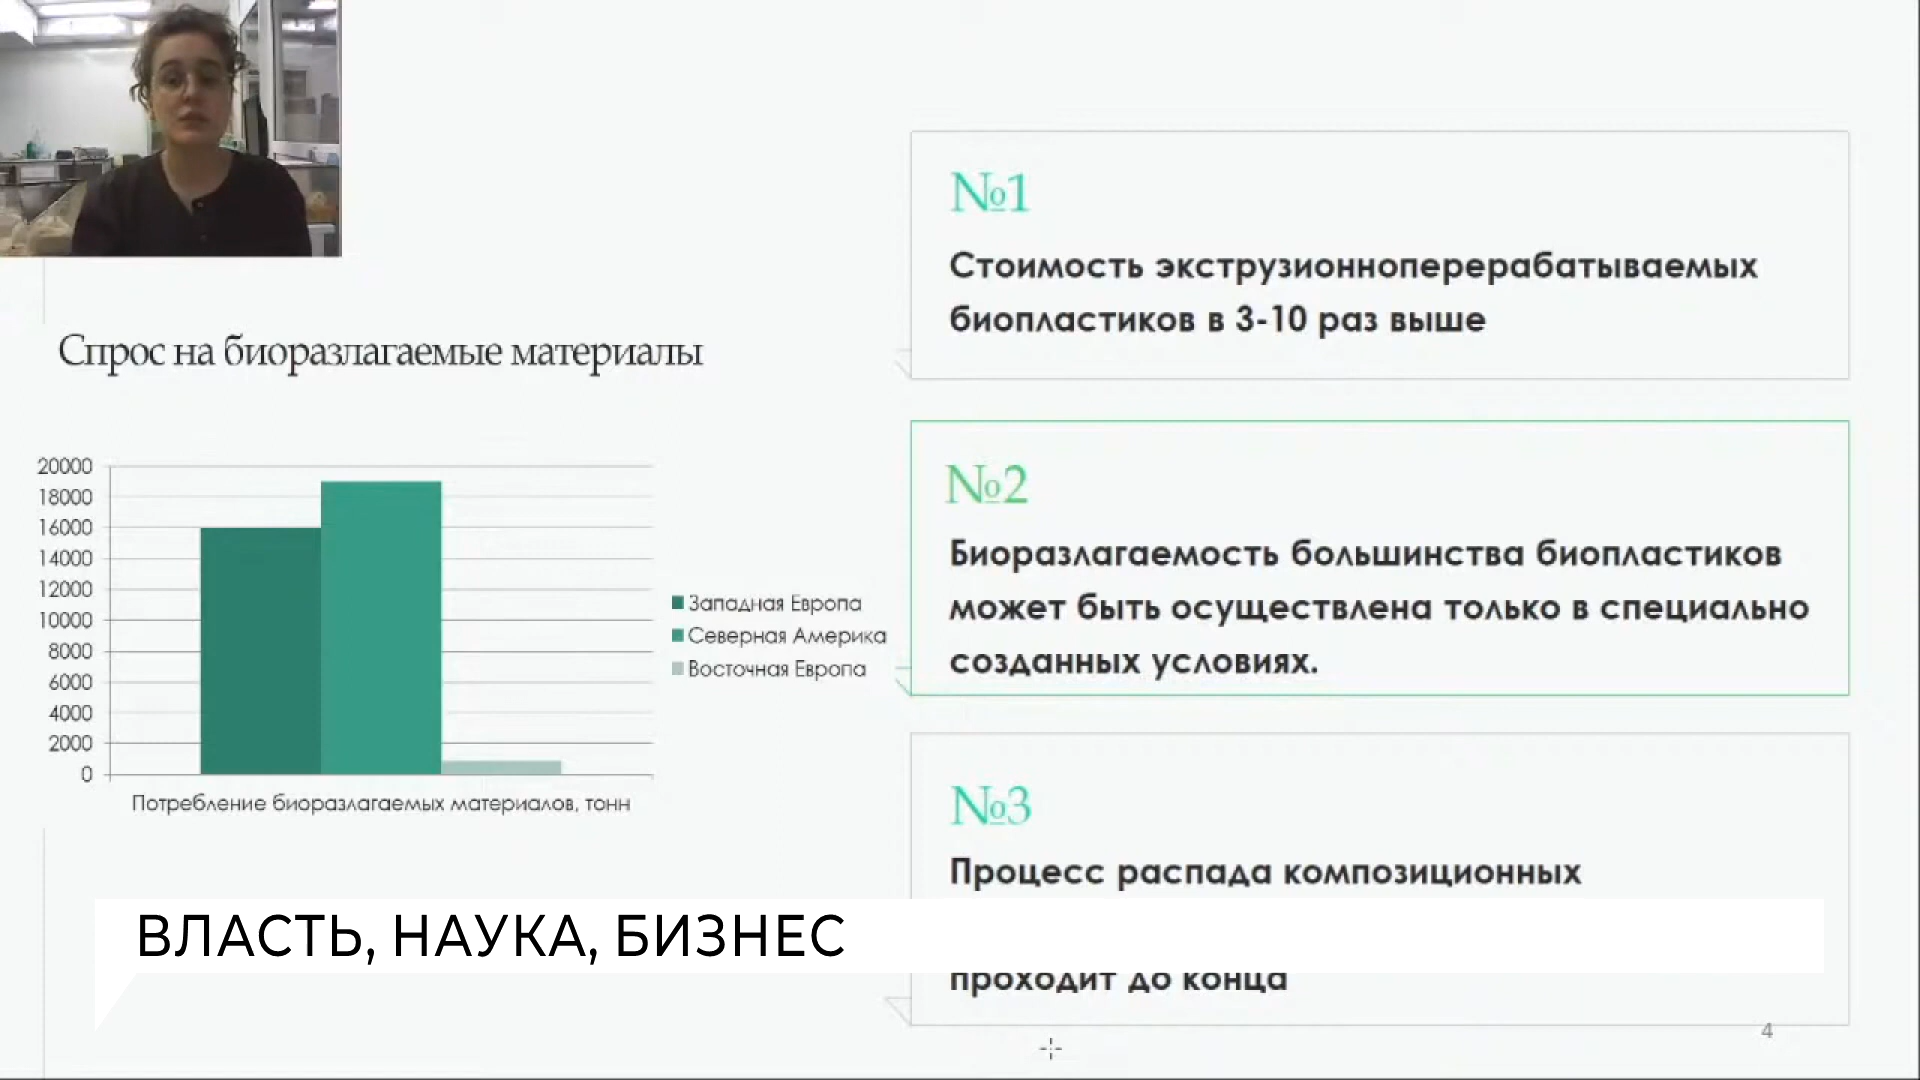 №1
Стоимость экструзионноперерабатываемых
биопластиков в 3-10 раз выше
Спрос на биоразлагаемые материалы
20000
18000
16000
14000
12000
10000
8000
6000
4000
2000
0
Потребление биоразлагаемых материалов, тонн
Западная Европа
Северная Америка
Восточная Европа
№2
Биоразлагаемость большинства биопластиков
может быть осуществлена только в специально
созданных условиях.
№3
Процесс распада композиционных
проходит до конца
ВЛАСТЬ, НАУКА, БИЗНЕС
4